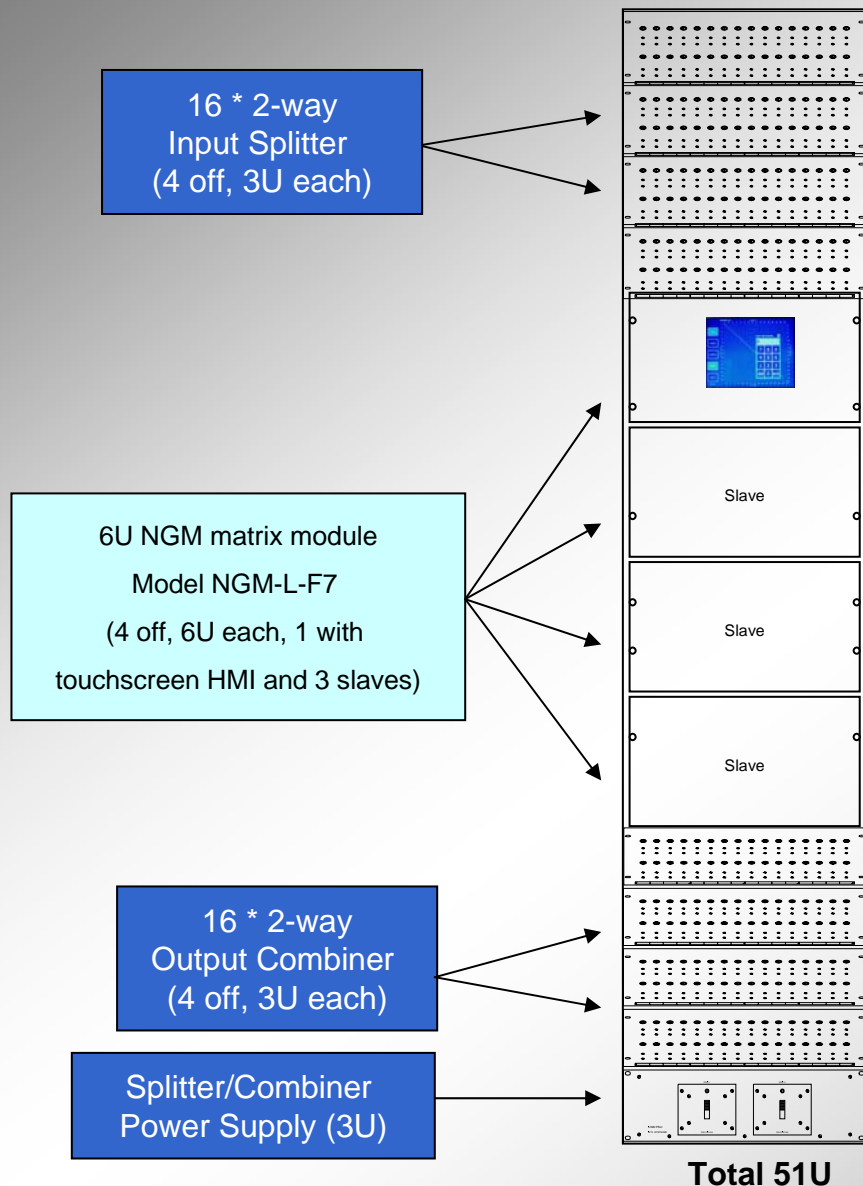 16 * 2-way
Input Splitter
(4 off, 3U each)
6U NGM matrix module
Model NGM-L-F7
(4 off, 6U each, 1 with
touchscreen HMI and 3 slaves)
Slave
Slave
Slave
16 * 2-way
Output Combiner
(4 off, 3U each)
Splitter/Combiner
Power Supply (3U)
Total 51U